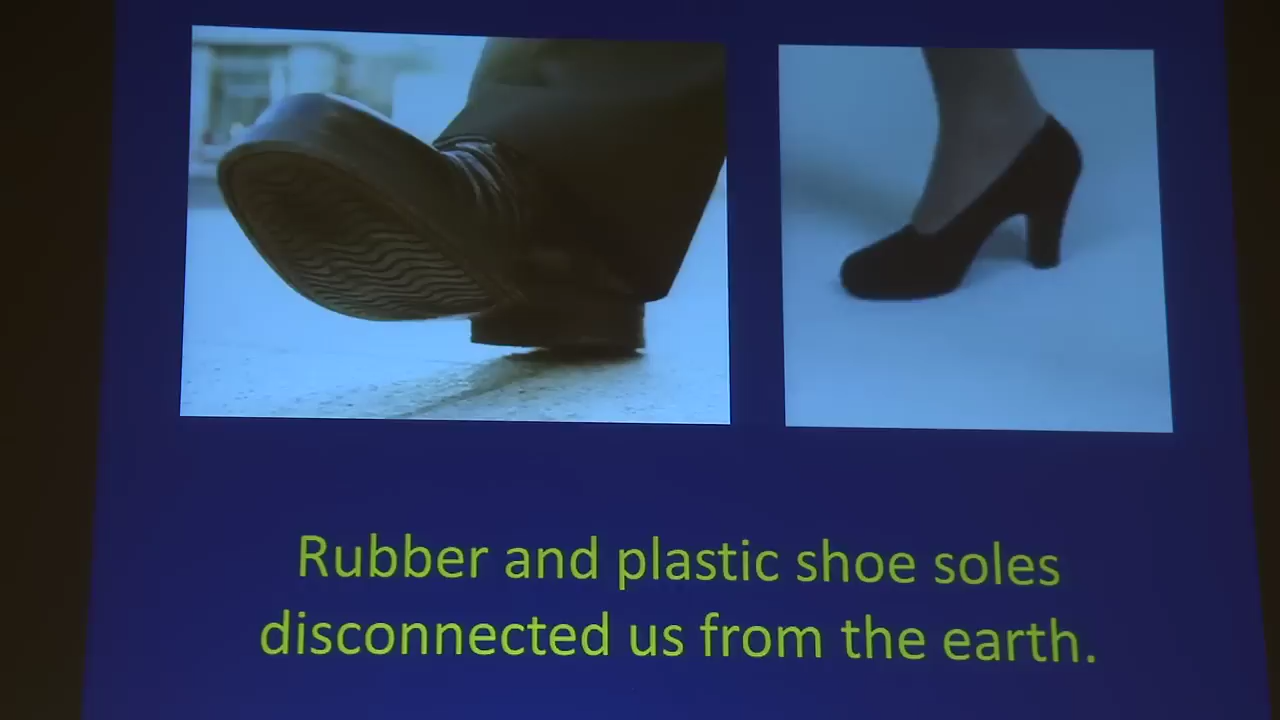 Rubber and plastic shoe soles
disconnected us from the earth.